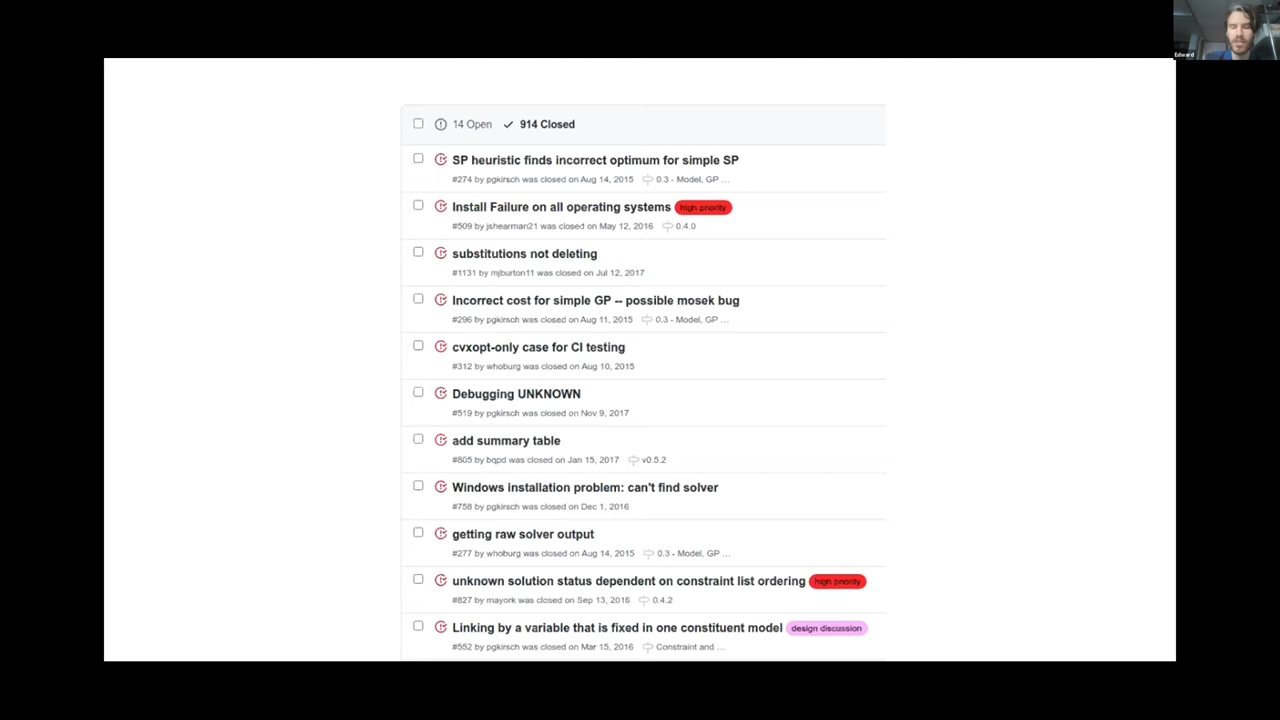 Edward
14 Open 914 Closed
SP heuristic finds incorrect optimum for simple SP
#274 by pgkirsch was closed on Aug 14, 2015 0.3 - Model, GP ...
Install Failure on all operating systems high priority
#509 by jshearman21 was closed on May 12, 2016 0.4.0
substitutions not deleting
#1131 by mjburton11 was closed on Jul 12, 2017
Incorrect cost for simple GP -- possible mosek bug
#296 by pgkirsch was closed on Aug 11, 2015 0.3 - Model, GP ...
cvxopt-only case for CI testing
#312 by whoburg was closed on Aug 10, 2015
Debugging UNKNOWN
#519 by pgkirsch was closed on Nov 9, 2017
add summary table
#805 by bqpd was closed on Jan 15, 2017 v0.5.2
Windows installation problem: can't find solver
#758 by pgkirsch was closed on Dec 1, 2016
getting raw solver output
#277 by whoburg was closed on Aug 14, 2015 0.3 - Model, GP ...
unknown solution status dependent on constraint list ordering high priority
#827 by mayork was closed on Sep 13, 2016 0.4.2
Linking by a variable that is fixed in one constituent model design discussion
#552 by pgkirsch was closed on Mar 15, 2016 Constraint and ...